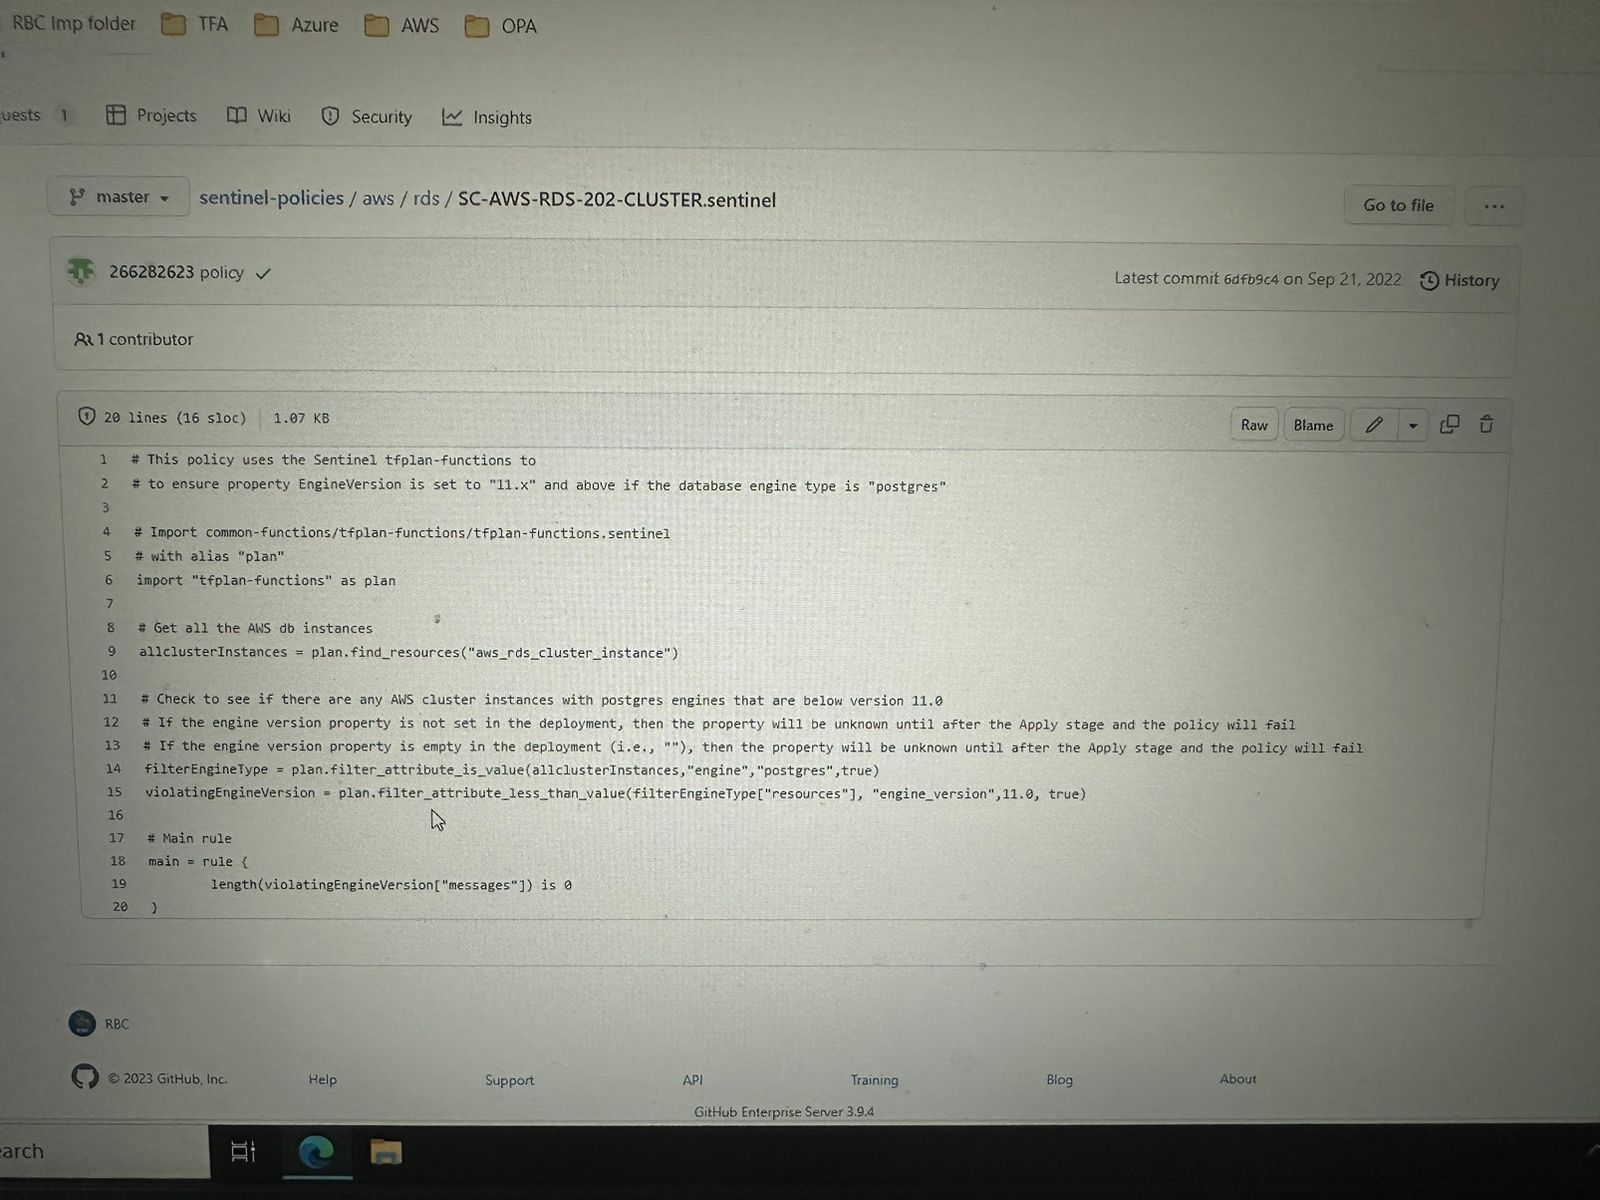 RBC Imp folder TFA Azure AWS OPA
uests 1 Projects Wiki Security Insights
master sentinel-policies / aws / rds / SC-AWS-RDS-202-CLUSTER.sentinel Go to file ...
266282623 policy Latest commit 6dfb9c4 on Sep 21, 2022 History
1 contributor
20 lines (16 sloc) 1.07 KB Raw Blame
1 # This policy uses the Sentinel tfplan-functions to
2 # to ensure property EngineVersion is set to "11.x" and above if the database engine type is "postgres"
3
4 # Import common-functions/tfplan-functions/tfplan-functions.sentinel
5 # with alias "plan"
6 import "tfplan-functions" as plan
7
8 # Get all the AWS db instances
9 allclusterInstances = plan.find_resources("aws_rds_cluster_instance")
10
11 # Check to see if there are any AWS cluster instances with postgres engines that are below version 11.0
12 # If the engine version property is not set in the deployment, then the property will be unknown until after the Apply stage and the policy will fail
13 # If the engine version property is empty in the deployment (i.e., ""), then the property will be unknown until after the Apply stage and the policy will fail
14 filterEngineType = plan.filter_attribute_is_value(allclusterInstances,"engine","postgres",true)
15 violatingEngineVersion = plan.filter_attribute_less_than_value(filterEngineType["resources"], "engine_version",11.0, true)
16
17 # Main rule
18 main = rule {
19 length(violatingEngineVersion["messages"]) is 0
20 }
RBC
© 2023 GitHub, Inc. Help Support API Training Blog About
GitHub Enterprise Server 3.9.4
earch